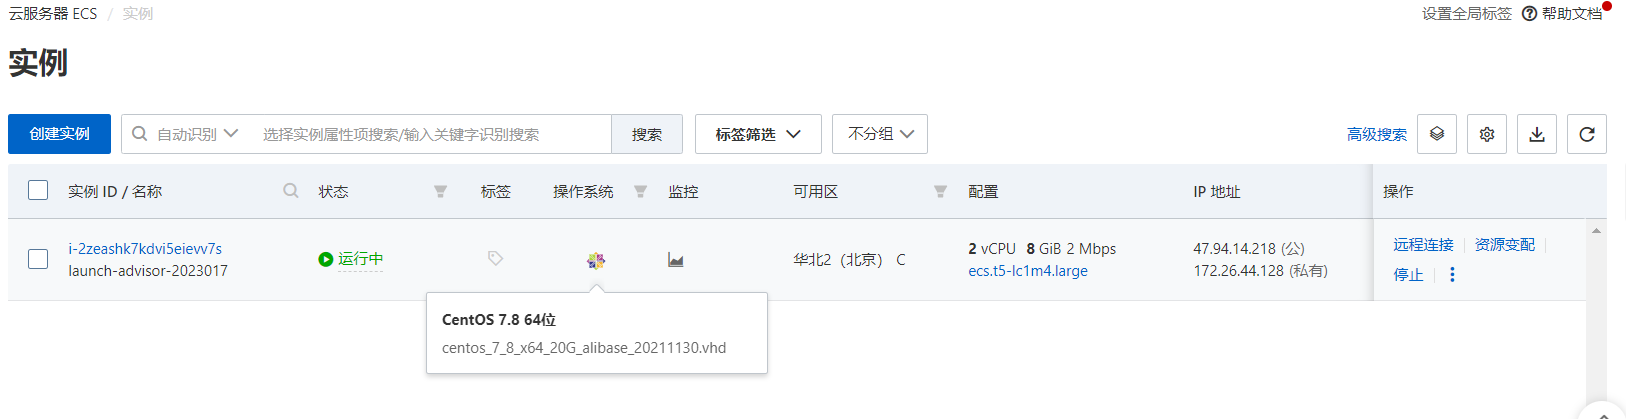 云服务器 ECS / 实例
设置全局标签 帮助文档
实例
创建实例 自动识别 选择实例属性项搜索/输入关键字识别搜索 搜索 标签筛选 不分组 高级搜索
实例 ID / 名称 状态 标签 操作系统 监控 可用区 配置 IP 地址 操作
i-2zeashk7kdvi5eievv7s
launch-advisor-2023017
运行中
华北2（北京） C
2 vCPU 8 GiB 2 Mbps
ecs.t5-lc1m4.large
47.94.14.218 (公)
172.26.44.128 (私有)
远程连接 资源变配
停止
CentOS 7.8 64位
centos_7_8_x64_20G_alibase_20211130.vhd